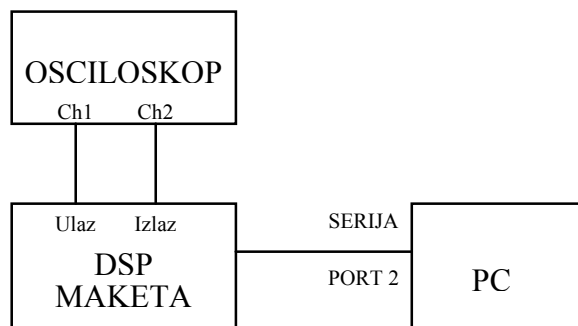 OSCILOSKOP
Ch1 Ch2
Ulaz Izlaz
DSP
MAKETA
SERIJA
PORT 2
PC